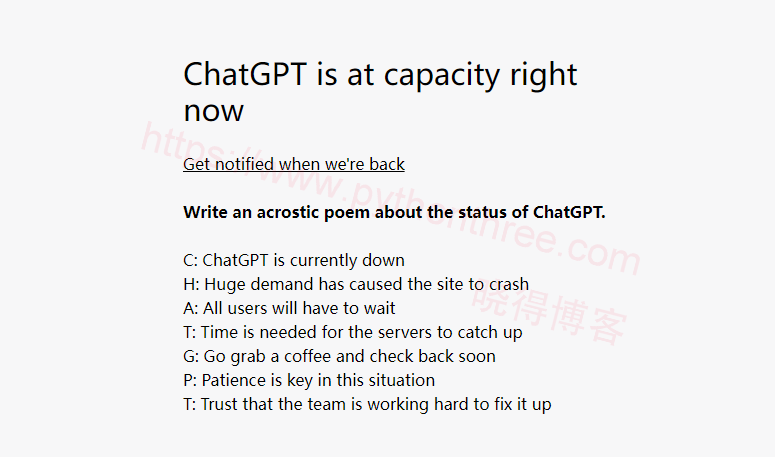 ChatGPT is at capacity right
now
Get notified when we're back
Write an acrostic poem about the status of ChatGPT.
C: ChatGPT is currently down
H: Huge demand has caused the site to crash
A: All users will have to wait
T: Time is needed for the servers to catch up
G: Go grab a coffee and check back soon
P: Patience is key in this situation
T: Trust that the team is working hard to fix it up
https://www.pythonthree.com
晓得博客